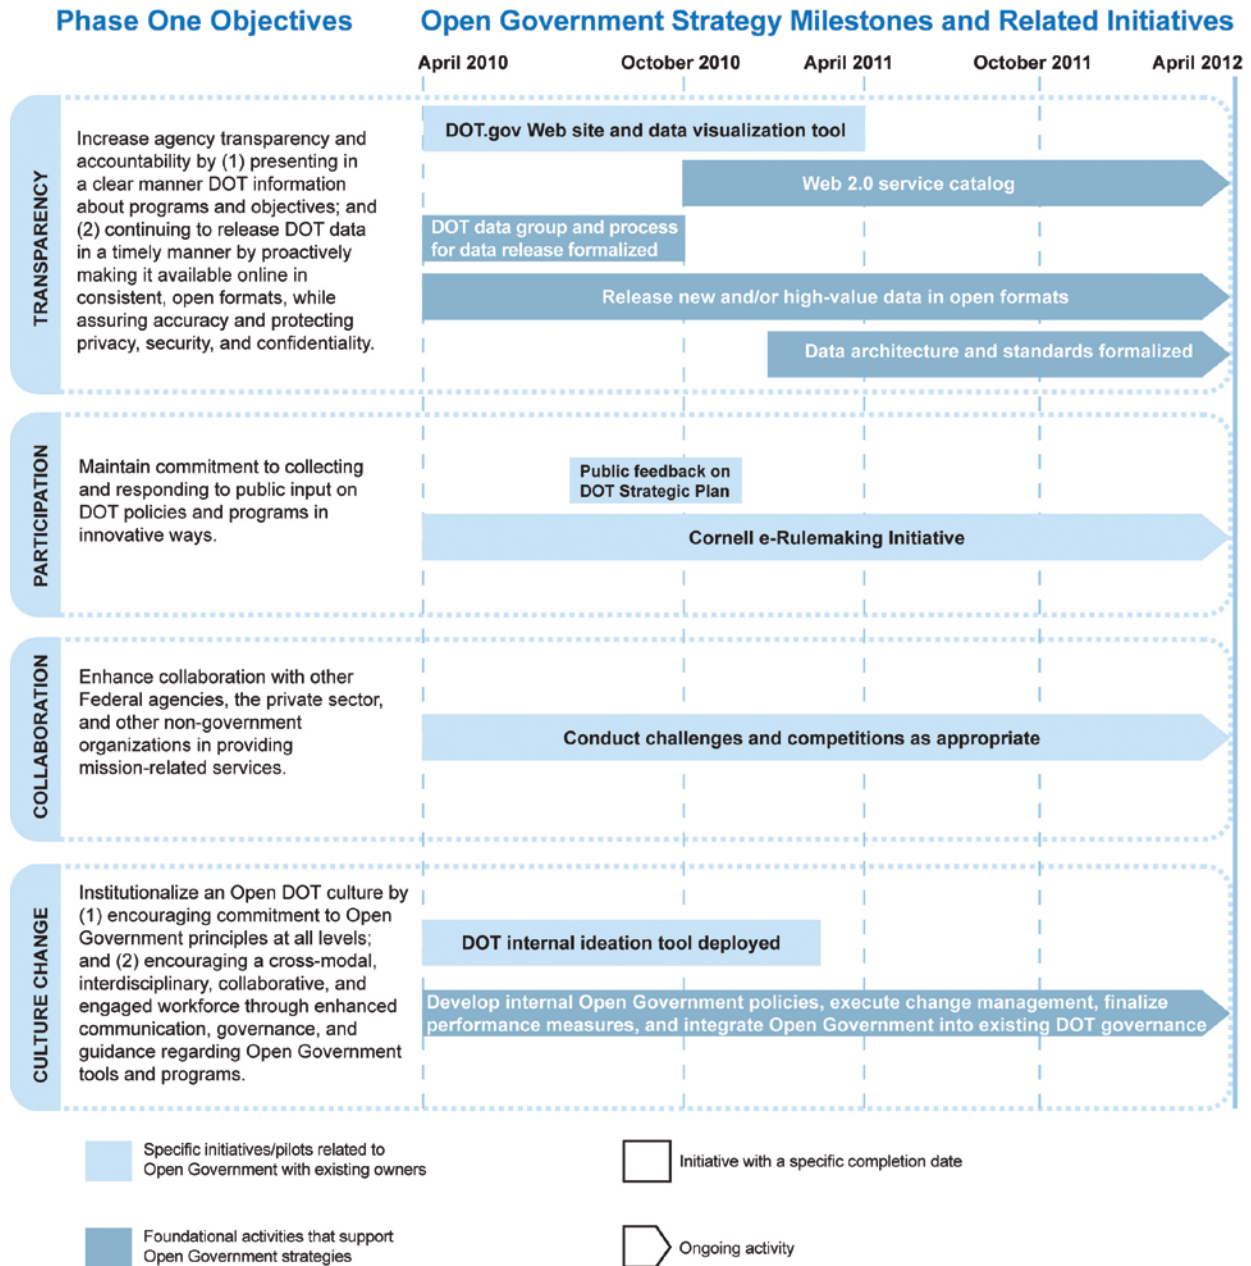 Phase One Objectives
Open Government Strategy Milestones and Related Initiatives
April 2010
October 2010
April 2011
October 2011
April 2012
TRANSPARENCY
Increase agency transparency and
accountability by (1) presenting in
a clear manner DOT information
about programs and objectives; and
(2) continuing to release DOT data
in a timely manner by proactively
making it available online in
consistent, open formats, while
assuring accuracy and protecting
privacy, security, and confidentiality.
DOT.gov Web site and data visualization tool
Web 2.0 service catalog
DOT data group and process
for data release formalized
Release new and/or high-value data in open formats
Data architecture and standards formalized
PARTICIPATION
Maintain commitment to collecting
and responding to public input on
DOT policies and programs in
innovative ways.
Public feedback on
DOT Strategic Plan
Cornell e-Rulemaking Initiative
COLLABORATION
Enhance collaboration with other
Federal agencies, the private sector,
and other non-government
organizations in providing
mission-related services.
Conduct challenges and competitions as appropriate
CULTURE CHANGE
Institutionalize an Open DOT culture by
(1) encouraging commitment to Open
Government principles at all levels;
and (2) encouraging a cross-modal,
interdisciplinary, collaborative, and
engaged workforce through enhanced
communication, governance, and
guidance regarding Open Government
tools and programs.
DOT internal ideation tool deployed
Develop internal Open Government policies, execute change management, finalize
performance measures, and integrate Open Government into existing DOT governance
Specific initiatives/pilots related to
Open Government with existing owners
Initiative with a specific completion date
Foundational activities that support
Open Government strategies
Ongoing activity